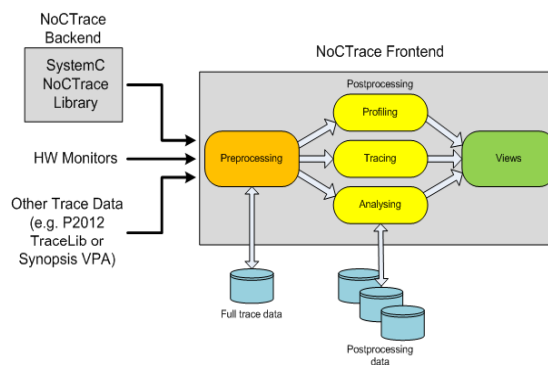 NoCTrace
Backend
SystemC
NoCTrace
Library
HW Monitors
Other Trace Data
(e.g. P2012
TraceLib or
Synopsis VPA)
NoCTrace Frontend
Postprocessing
Preprocessing
Profiling
Tracing
Analysing
Views
Full trace data
Postprocessing
data